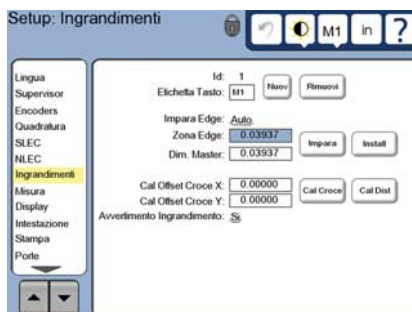 Setup: Ingrandimenti
M1
in
?
Lingua
Supervisor
Encoders
Quadratura
SLEC
NLEC
Ingrandimenti
Misura
Display
Intestazione
Stampa
Porte
Id: 1
Etichetta Tasto: M1 Nuov Rimuovi
Impara Edge: Auto.
Zona Edge: 0.03937
Dim. Master: 0.03937
Impara Install
Cal Offset Croce X: 0.00000
Cal Offset Croce Y: 0.00000
Cal Croce Cal Dist
Avvertimento Ingrandimento: Si.